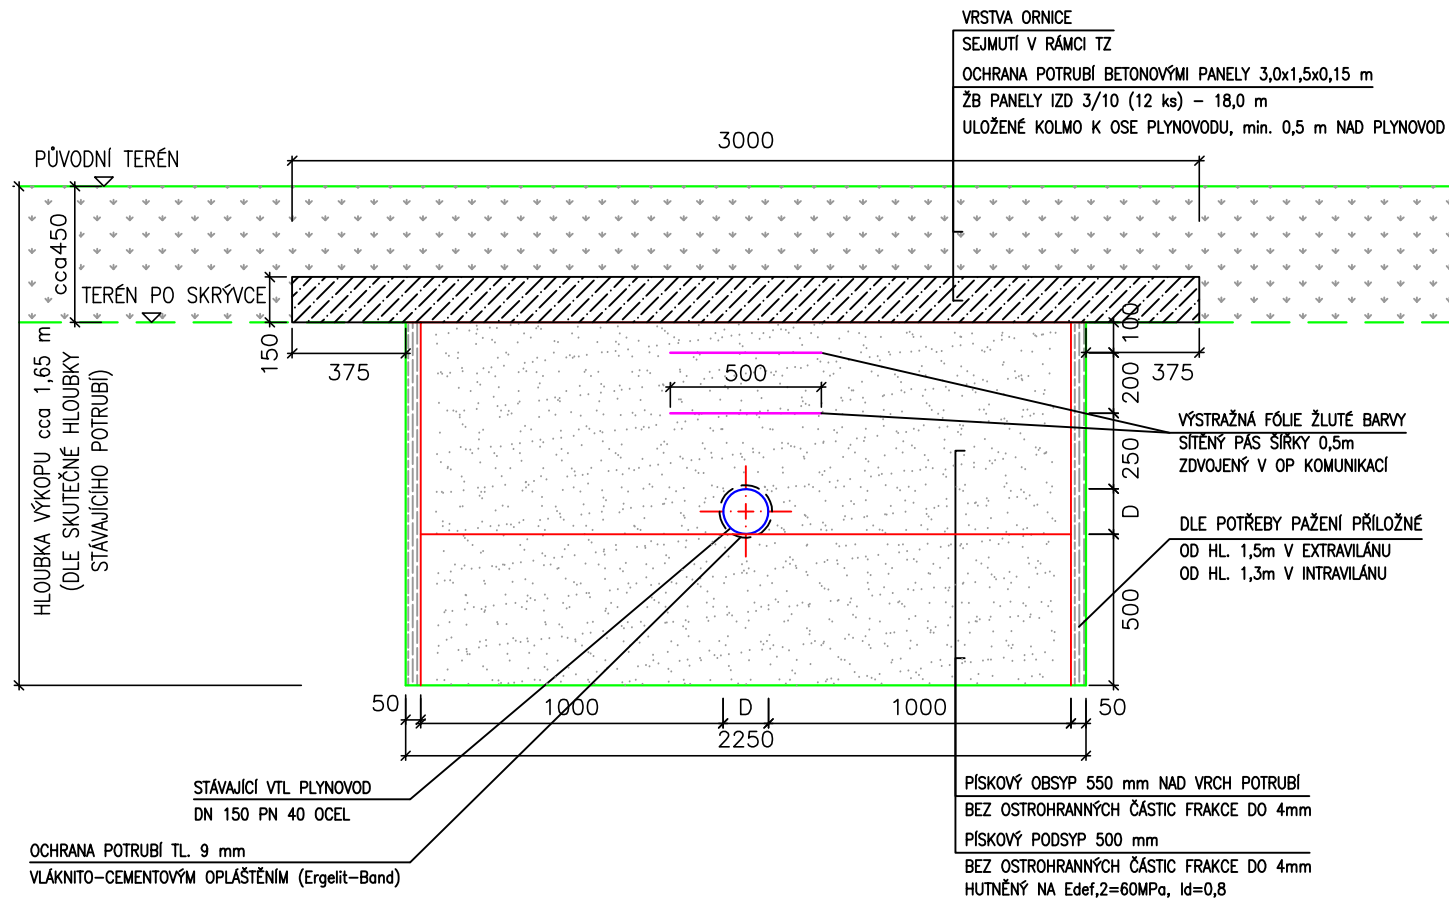 VRSTVA ORNICE
SEJMUTÍ V RÁMCI TZ
OCHRANA POTRUBÍ BETONOVÝMI PANELY 3,0x1,5x0,15 m
ŽB PANELY IZD 3/10 (12 ks) – 18,0 m
ULOŽENÉ KOLMO K OSE PLYNOVODU, min. 0,5 m NAD PLYNOVOD
3000
PŮVODNÍ TERÉN
cca450
TERÉN PO SKRÝVCE
150
375
375
100
200
250
D
500
500
HLOUBKA VÝKOPU cca 1,65 m
(DLE SKUTEČNÉ HLOUBKY
STÁVAJÍCÍHO POTRUBÍ)
VÝSTRAŽNÁ FÓLIE ŽLUTÉ BARVY
SÍTĚNÝ PÁS ŠÍŘKY 0,5m
ZDVOJENÝ V OP KOMUNIKACÍ
DLE POTŘEBY PAŽENÍ PŘÍLOŽNÉ
OD HL. 1,5m V EXTRAVILÁNU
OD HL. 1,3m V INTRAVILÁNU
50
1000
D
1000
50
2250
STÁVAJÍCÍ VTL PLYNOVOD
DN 150 PN 40 OCEL
OCHRANA POTRUBÍ TL. 9 mm
VLÁKNITO-CEMENTOVÝM OPLÁŠTĚNÍM (Ergelit-Band)
PÍSKOVÝ OBSYP 550 mm NAD VRCH POTRUBÍ
BEZ OSTROHRANNÝCH ČÁSTIC FRAKCE DO 4mm
PÍSKOVÝ PODSYP 500 mm
BEZ OSTROHRANNÝCH ČÁSTIC FRAKCE DO 4mm
HUTNĚNÝ NA Edef,2=60MPa, Id=0,8